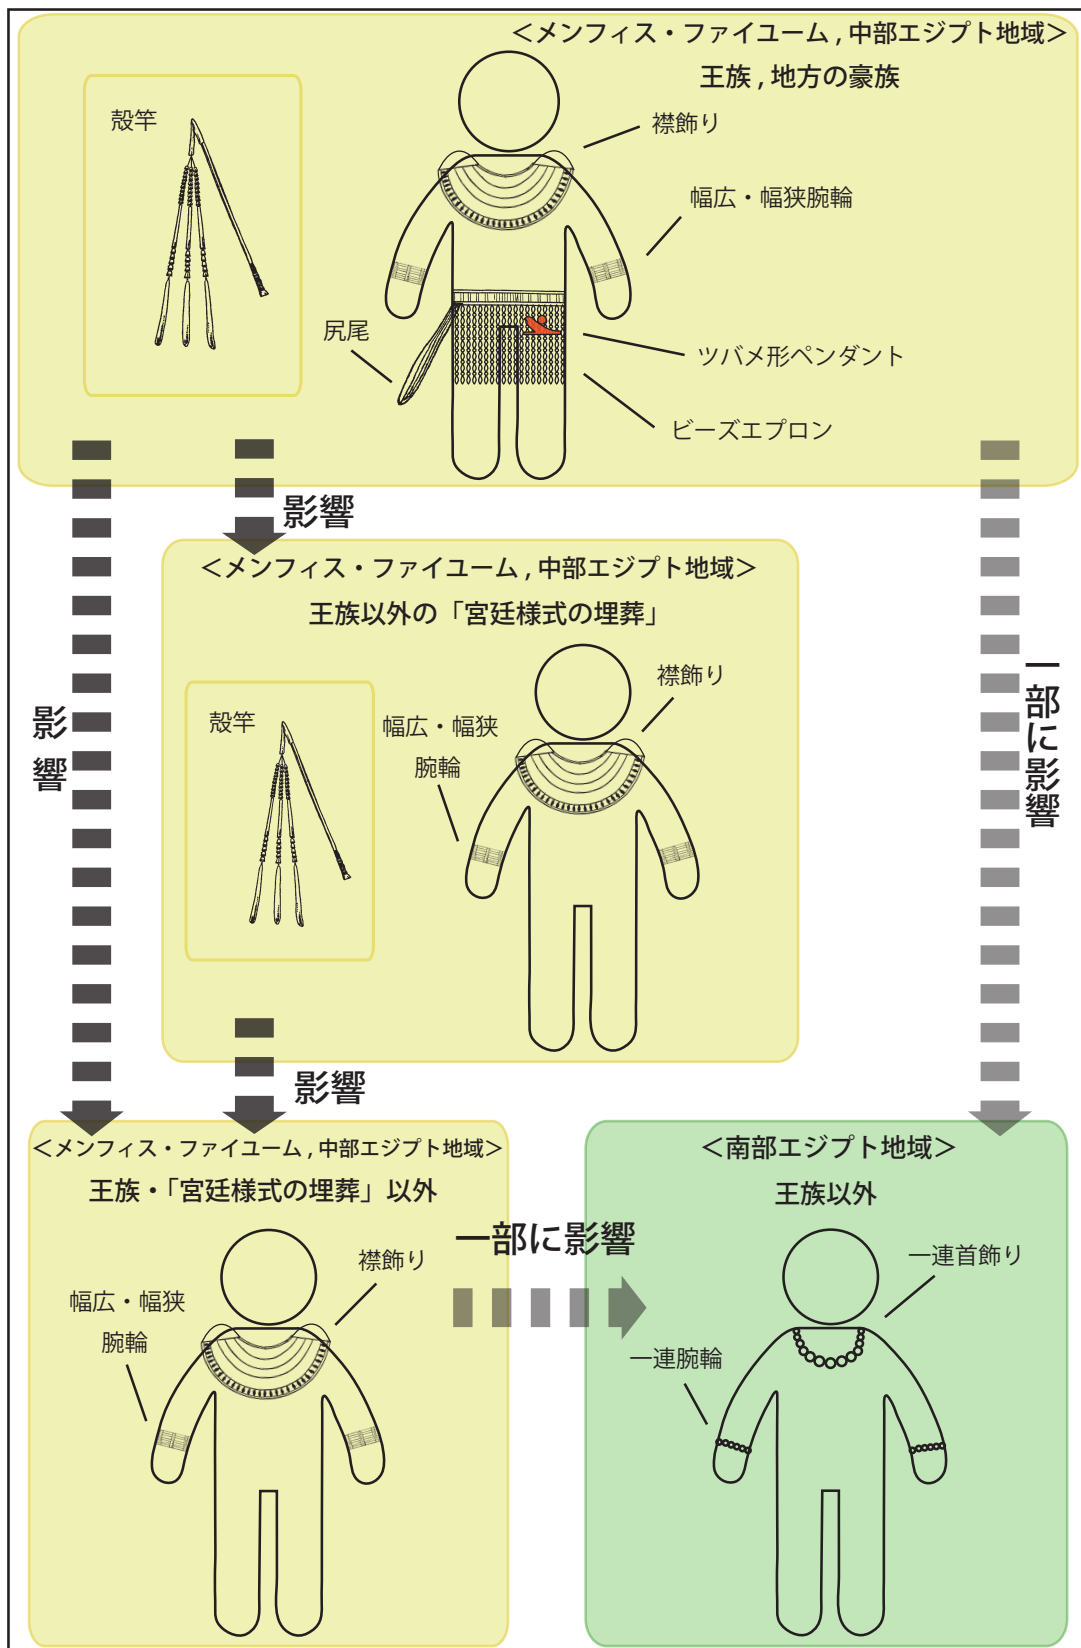 ＜メンフィス・ファイユーム , 中部エジプト地域＞
王族 , 地方の豪族
殻竿
襟飾り
幅広・幅狭腕輪
尻尾
ツバメ形ペンダント
ビーズエプロン
影響
影響
一部に影響
＜メンフィス・ファイユーム , 中部エジプト地域＞
王族以外の「宮廷様式の埋葬」
殻竿
襟飾り
幅広・幅狭
腕輪
影響
＜メンフィス・ファイユーム , 中部エジプト地域＞
王族・「宮廷様式の埋葬」以外
襟飾り
幅広・幅狭
腕輪
一部に影響
＜南部エジプト地域＞
王族以外
一連首飾り
一連腕輪